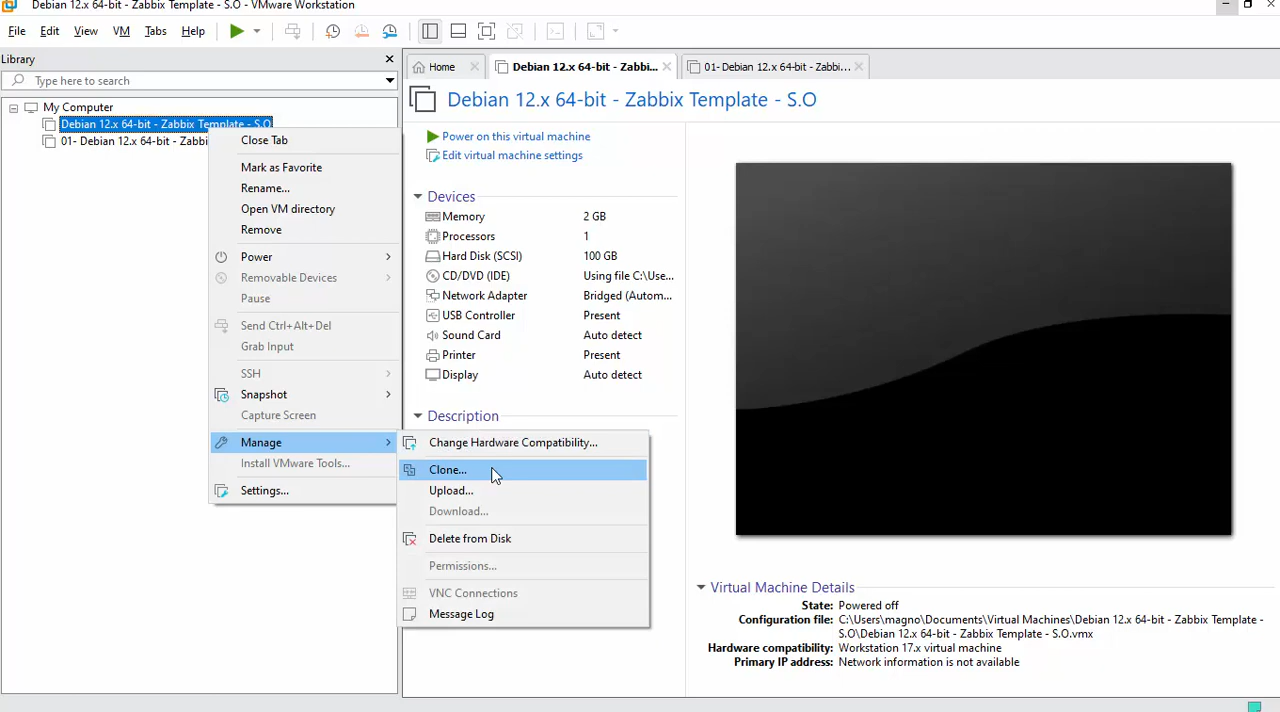 Debian 12.x 64-bit - Zabbix Template - S.O - VMware Workstation
File Edit View VM Tabs Help
Library
Type here to search
My Computer
Debian 12.x 64-bit - Zabbix Template - S.O
01- Debian 12.x 64-bit - Zabbi
Close Tab
Mark as Favorite
Rename...
Open VM directory
Remove
Power
Removable Devices
Pause
Send Ctrl+Alt+Del
Grab Input
SSH
Snapshot
Capture Screen
Manage
Install VMware Tools...
Settings...
Change Hardware Compatibility...
Clone...
Upload...
Download...
Delete from Disk
Permissions...
VNC Connections
Message Log
Home
Debian 12.x 64-bit - Zabbi...
01- Debian 12.x 64-bit - Zabbi...
Debian 12.x 64-bit - Zabbix Template - S.O
Power on this virtual machine
Edit virtual machine settings
Devices
Memory 2 GB
Processors 1
Hard Disk (SCSI) 100 GB
CD/DVD (IDE) Using file C:\Use...
Network Adapter Bridged (Autom...
USB Controller Present
Sound Card Auto detect
Printer Present
Display Auto detect
Description
Virtual Machine Details
State: Powered off
Configuration file: C:\Users\magno\Documents\Virtual Machines\Debian 12.x 64-bit - Zabbix Template -
S.O\Debian 12.x 64-bit - Zabbix Template - S.O.vmx
Hardware compatibility: Workstation 17.x virtual machine
Primary IP address: Network information is not available